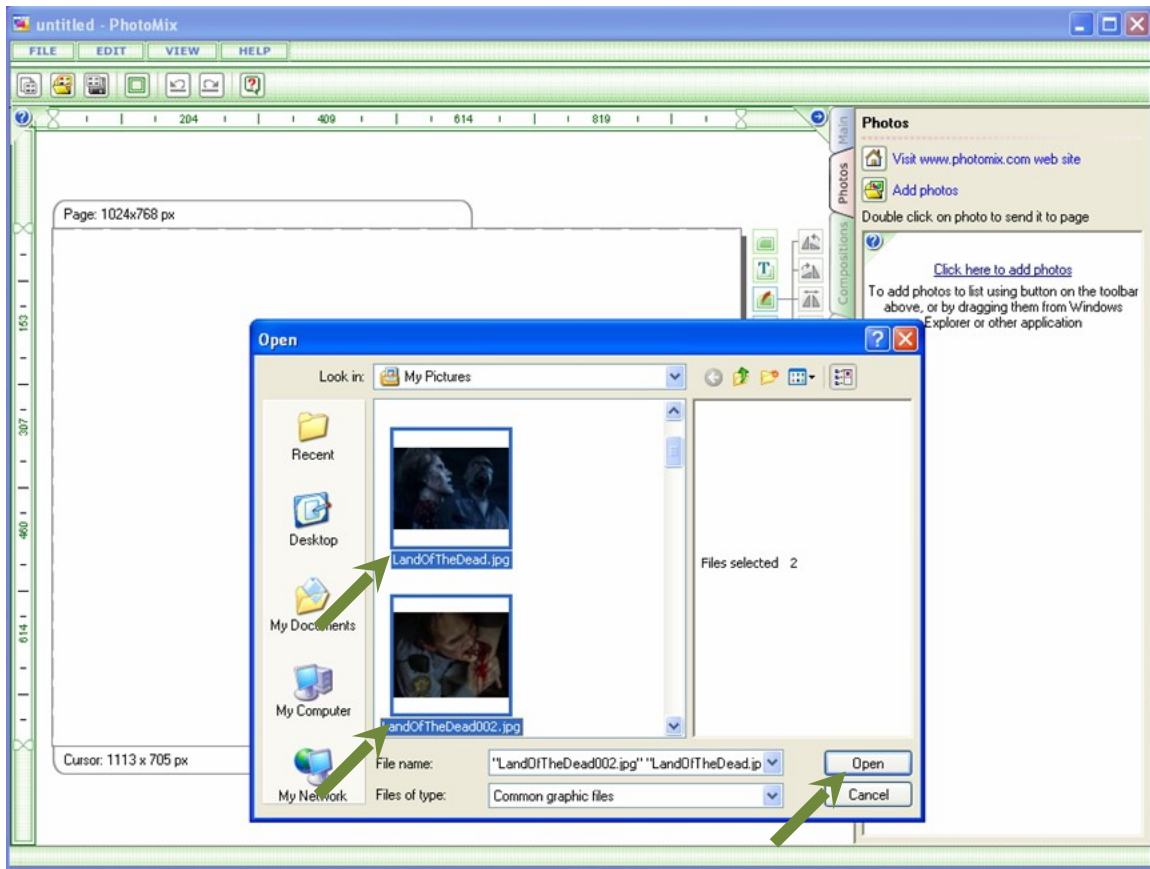 untitled - PhotoMix
FILE EDIT VIEW HELP
204 409 614 819
153
307
460
614
Page: 1024x768 px
Cursor: 1113 x 705 px
Main
Photos
Compositions
Photos
Visit www.photomix.com web site
Add photos
Double click on photo to send it to page
Click here to add photos
To add photos to list using button on the toolbar
above, or by dragging them from Windows
Explorer or other application
Open
Look in: My Pictures
Recent
Desktop
My Documents
My Computer
My Network
LandOfTheDead.jpg
LandOfTheDead002.jpg
Files selected 2
File name: "LandOfTheDead002.jpg" "LandOfTheDead.jp
Open
Files of type: Common graphic files
Cancel